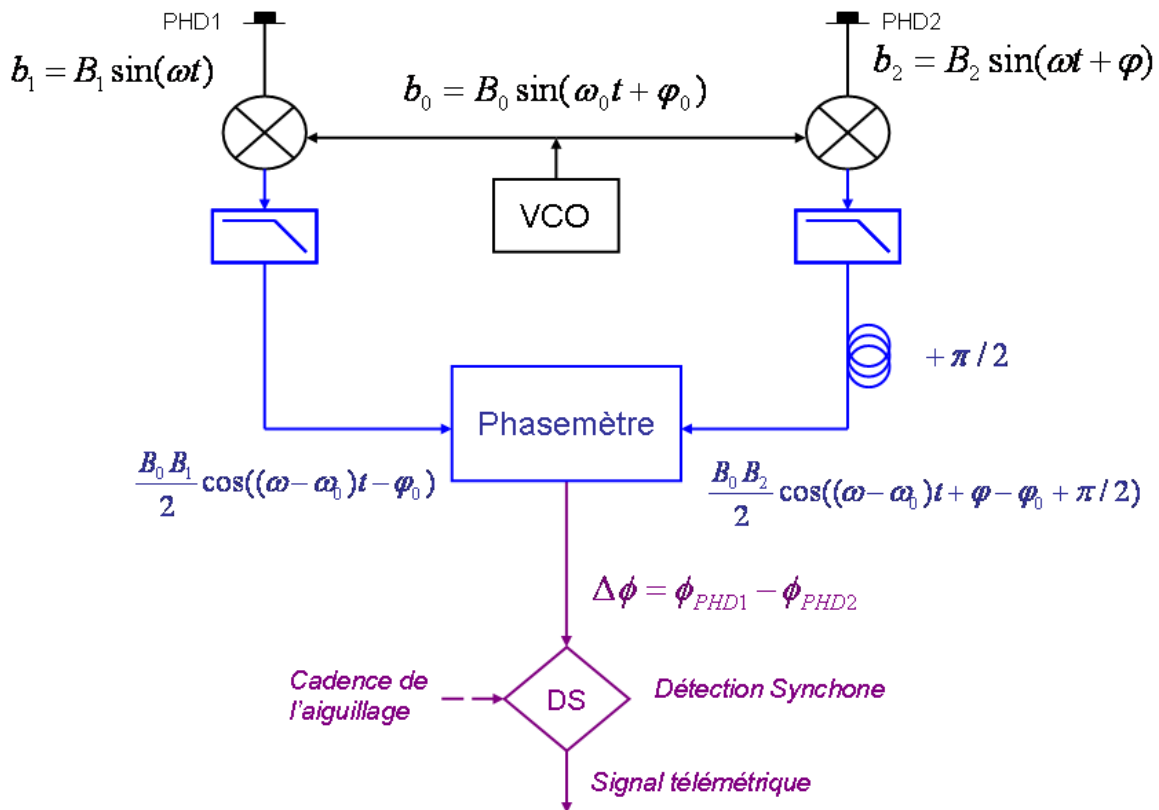 PHD1
PHD2
b₁ = B₁ sin(ωt)
b₂ = B₂ sin(ωt + φ)
b₀ = B₀ sin(ω₀t + φ₀)
VCO
+ π / 2
Phasemètre
B₀B₁/2 cos((ω − ω₀)t − φ₀)
B₀B₂/2 cos((ω − ω₀)t + φ − φ₀ + π / 2)
Δϕ = ϕ_PHD1 − ϕ_PHD2
Cadence de
l'aiguillage
DS
Détection Synchone
Signal télémétrique